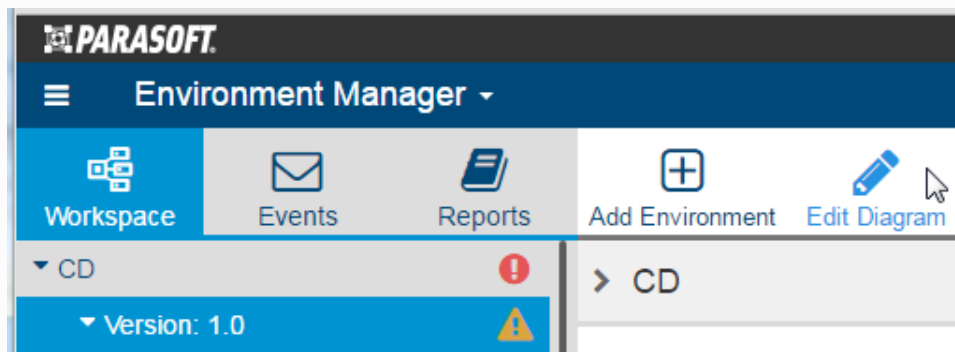 PARASOFT.
Environment Manager
Workspace
Events
Reports
Add Environment
Edit Diagram
CD
CD
Version: 1.0